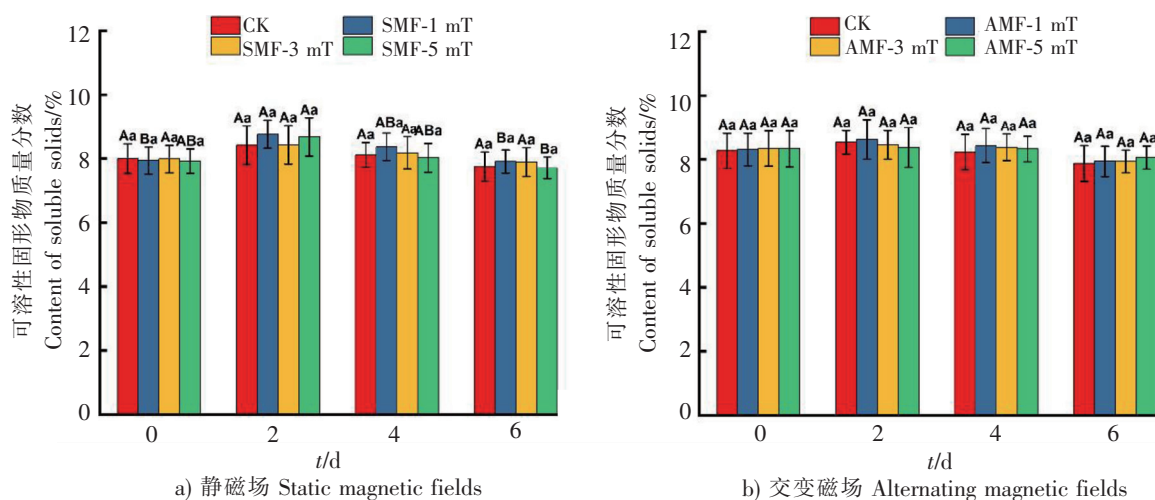 CK
SMF-1 mT
SMF-3 mT
SMF-5 mT
12
10
8
6
4
2
0
可溶性固形物质量分数
Content of soluble solids/%
Aa Ba Aa ABa
Aa Aa Aa Aa
Aa ABa Aa ABa
Aa Ba Aa Ba
0 2 4 6
t/d
a) 静磁场 Static magnetic fields
CK
AMF-1 mT
AMF-3 mT
AMF-5 mT
12
10
8
6
4
2
0
可溶性固形物质量分数
Content of soluble solids/%
Aa Aa Aa Aa
Aa Aa Aa Aa
Aa Aa Aa Aa
Aa Aa Aa Aa
0 2 4 6
t/d
b) 交变磁场 Alternating magnetic fields